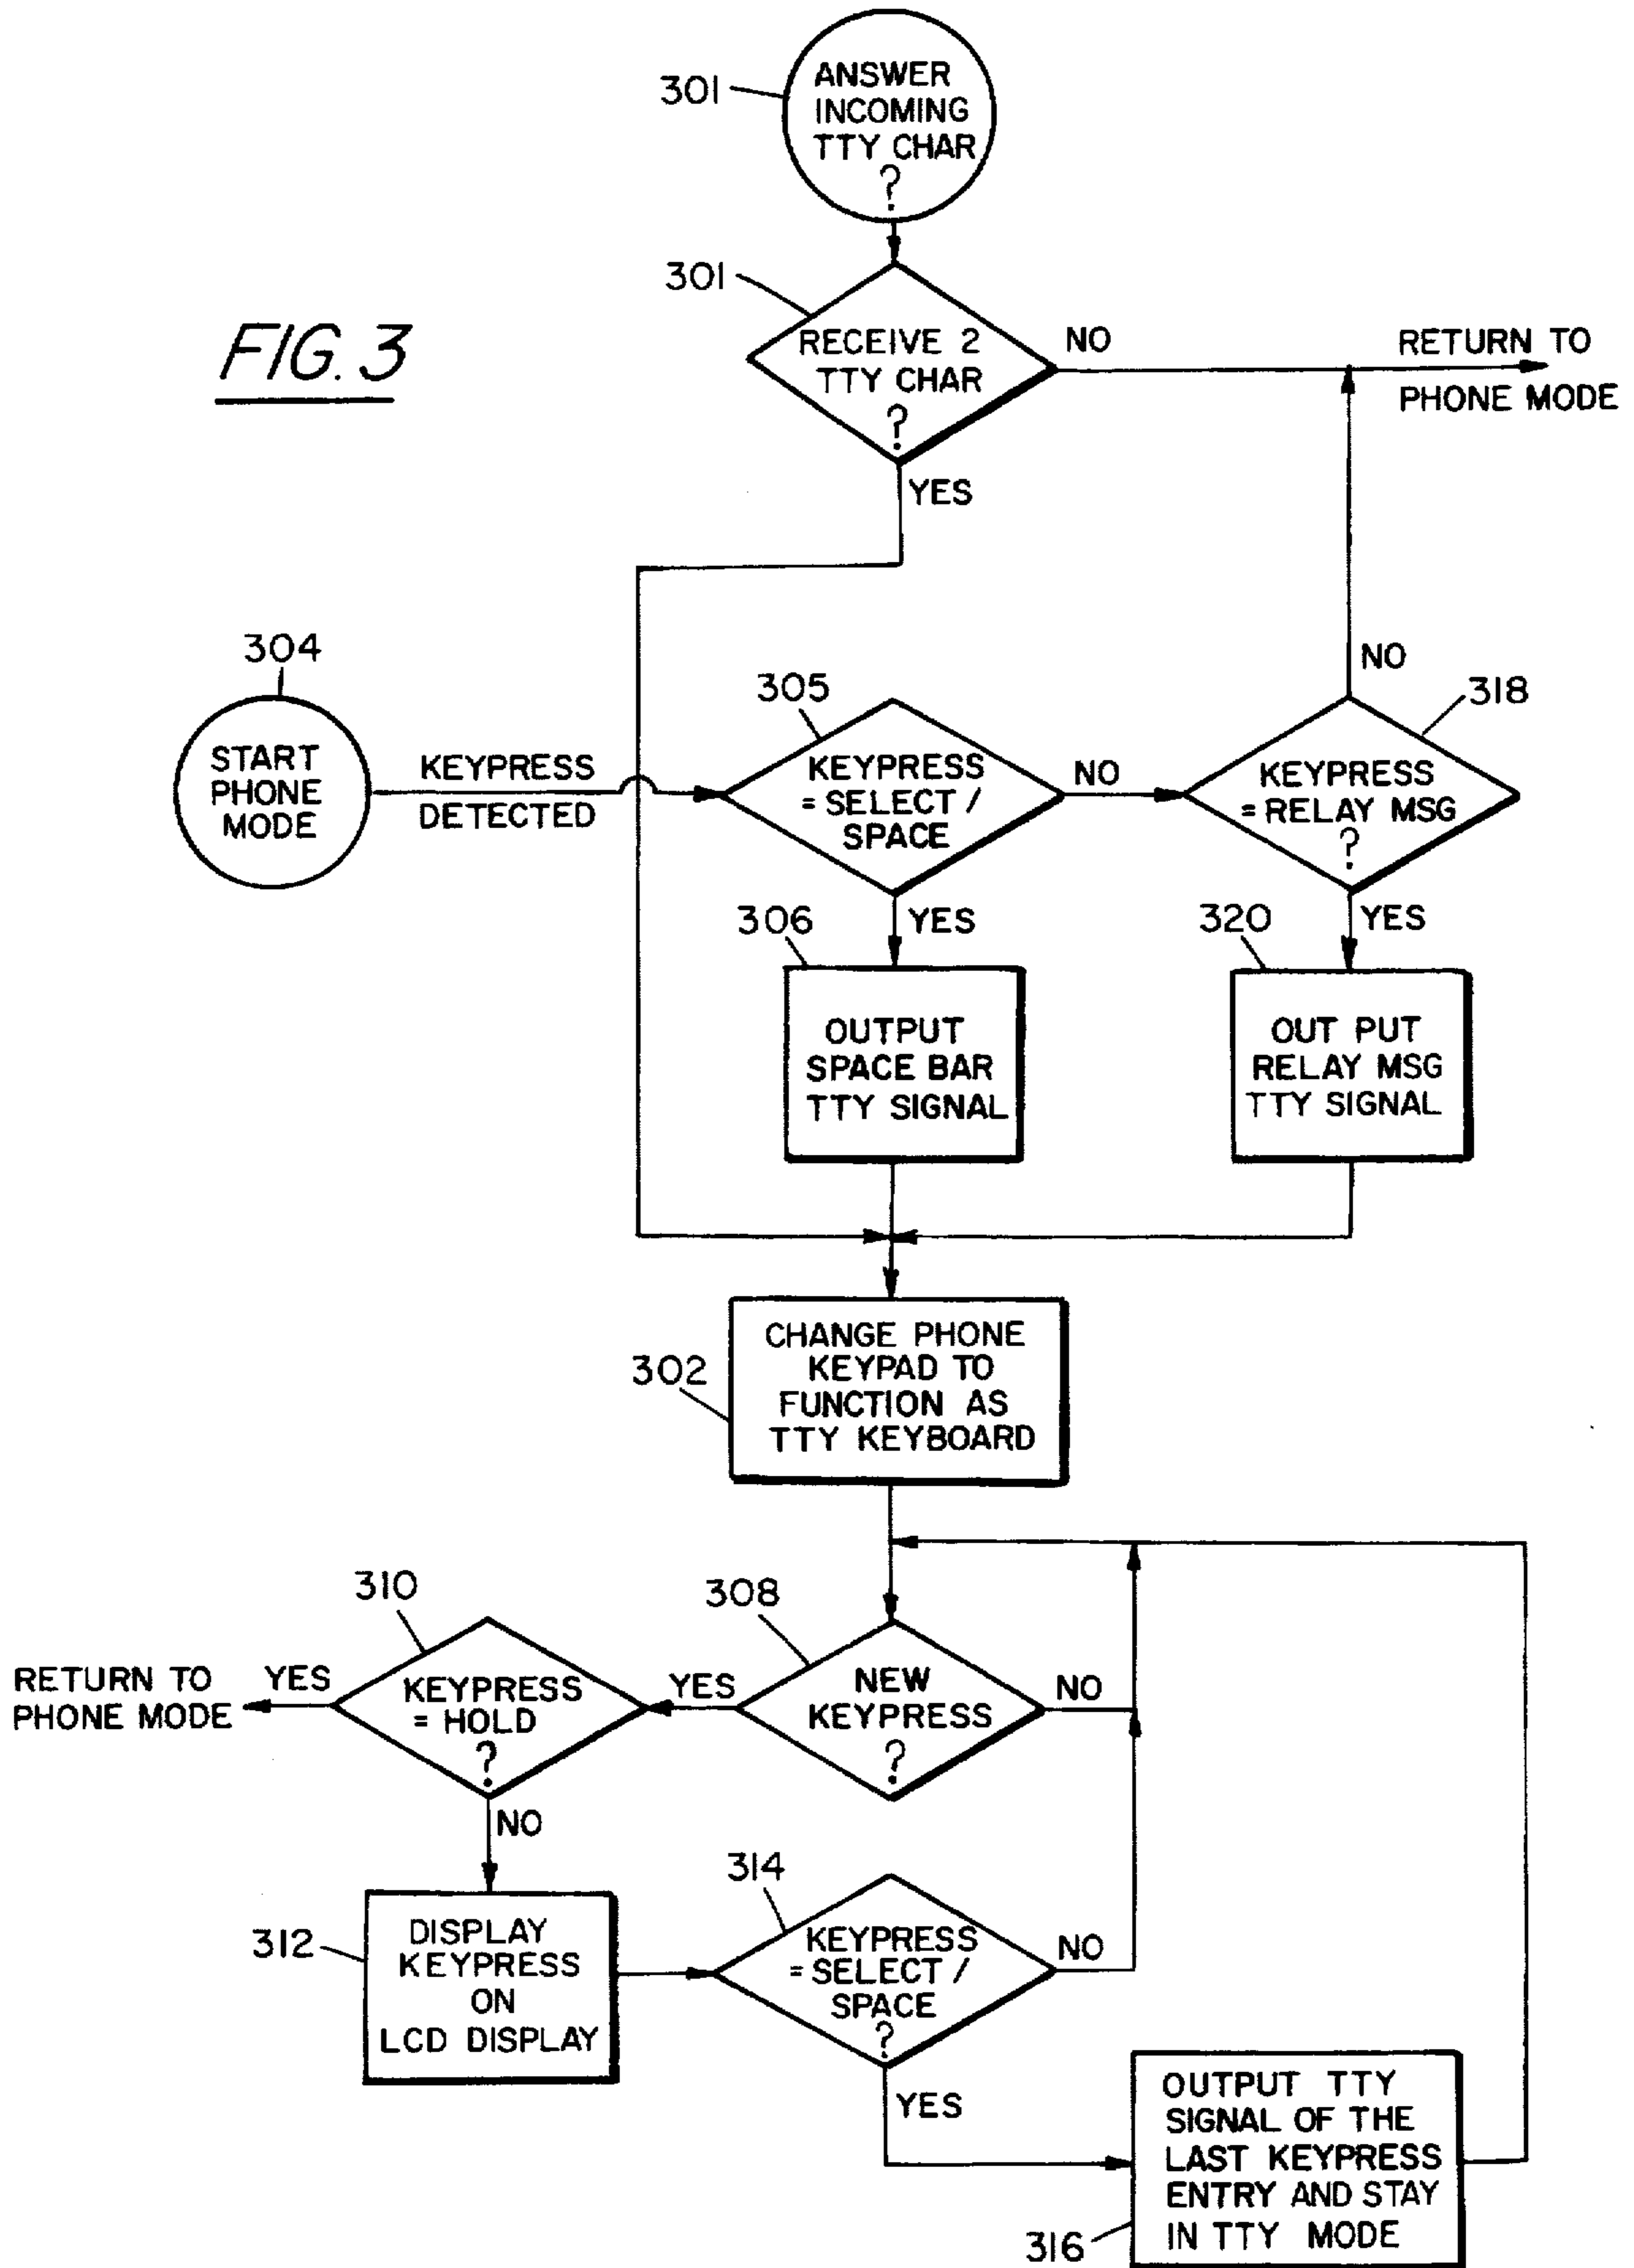 301
ANSWER
INCOMING
TTY CHAR
?
301
FIG. 3
RECEIVE 2
TTY CHAR
?
NO
RETURN TO
PHONE MODE
YES
304
START
PHONE
MODE
KEYPRESS
DETECTED
305
KEYPRESS
= SELECT /
SPACE
NO
NO
318
KEYPRESS
= RELAY MSG
?
YES
306
OUTPUT
SPACE BAR
TTY SIGNAL
YES
320
OUT PUT
RELAY MSG
TTY SIGNAL
302
CHANGE PHONE
KEYPAD TO
FUNCTION AS
TTY KEYBOARD
308
NEW
KEYPRESS
?
NO
YES
310
KEYPRESS
= HOLD
?
YES
RETURN TO
PHONE MODE
NO
312
DISPLAY
KEYPRESS
ON
LCD DISPLAY
314
KEYPRESS
= SELECT /
SPACE
?
NO
YES
OUTPUT TTY
SIGNAL OF THE
LAST KEYPRESS
ENTRY AND STAY
IN TTY MODE
316